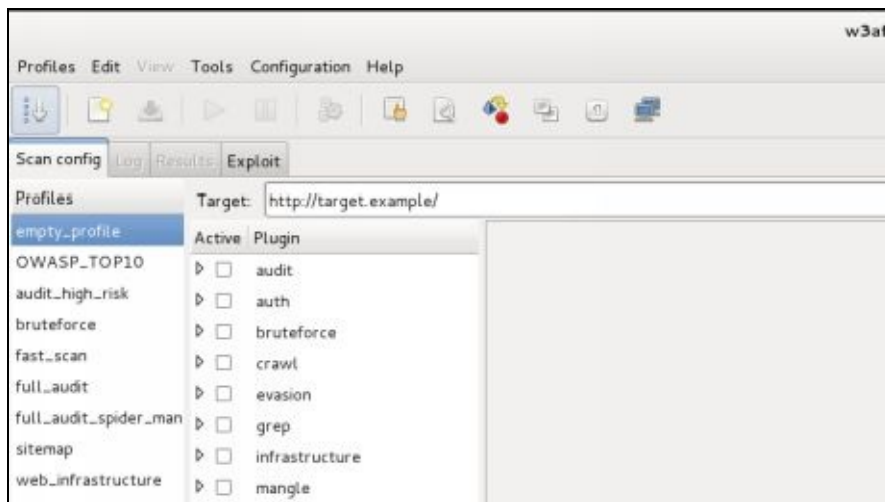 w3af
Profiles Edit View Tools Configuration Help
Scan config Log Results Exploit
Profiles
empty_profile
OWASP_TOP10
audit_high_risk
bruteforce
fast_scan
full_audit
full_audit_spider_man
sitemap
web_infrastructure
Target: http://target.example/
Active Plugin
audit
auth
bruteforce
crawl
evasion
grep
infrastructure
mangle